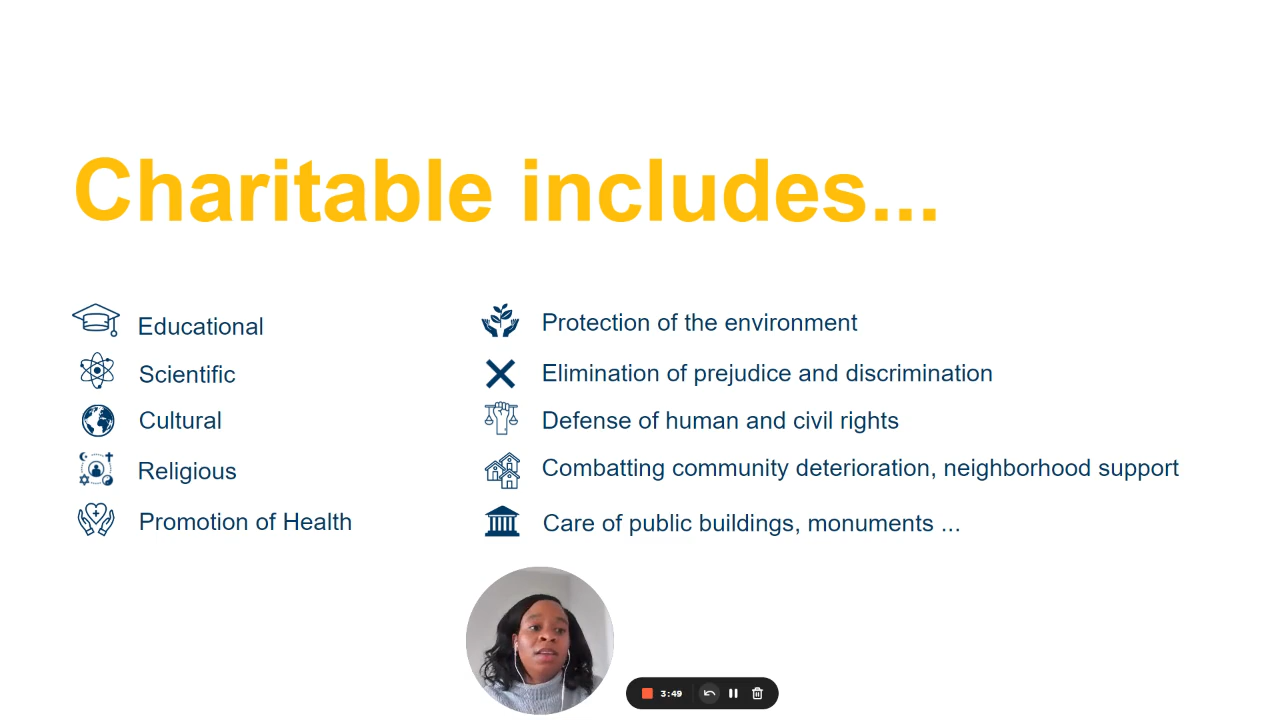 Charitable includes...
Educational
Scientific
Cultural
Religious
Promotion of Health
Protection of the environment
Elimination of prejudice and discrimination
Defense of human and civil rights
Combatting community deterioration, neighborhood support
Care of public buildings, monuments ...
3:49